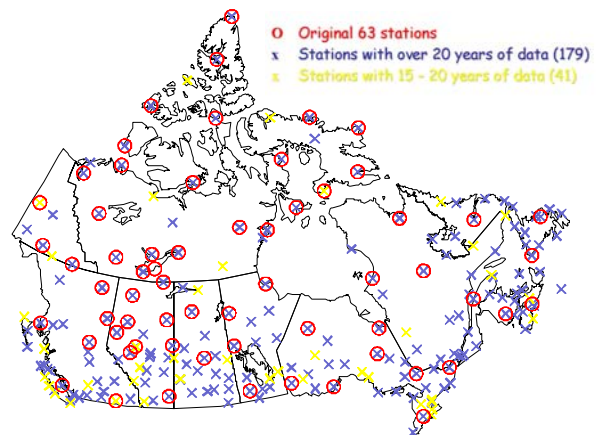 O Original 63 stations
x Stations with over 20 years of data (179)
x Stations with 15 - 20 years of data (41)